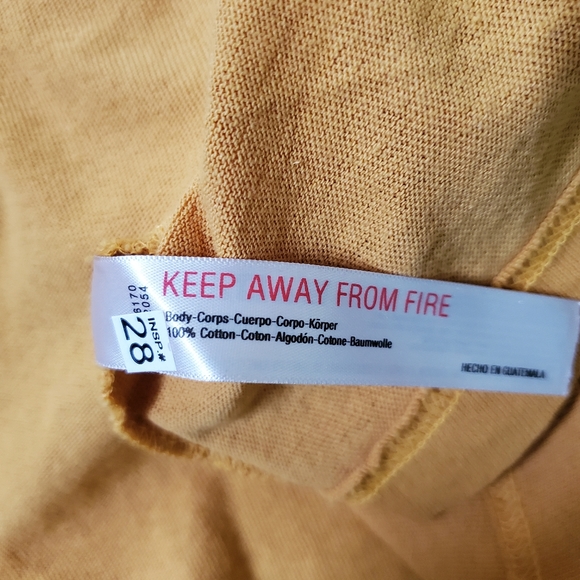 KEEP AWAY FROM FIRE
Body-Corps-Cuerpo-Corpo-Körper
100% Cotton-Coton-Algodón-Cotone-Baumwolle
HECHO EN GUATEMALA
INSP.#
28